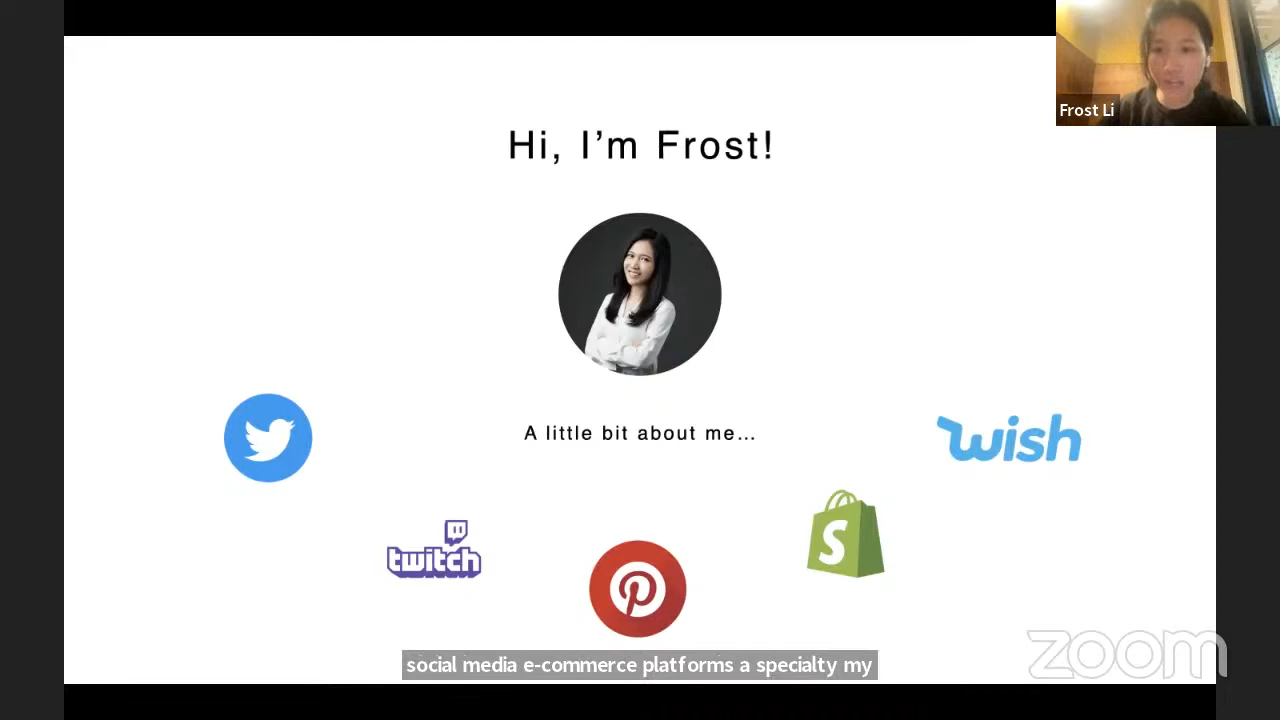 Frost Li
Hi, I'm Frost!
A little bit about me...
wish
twitch
S
social media e-commerce platforms a specialty my
zoom